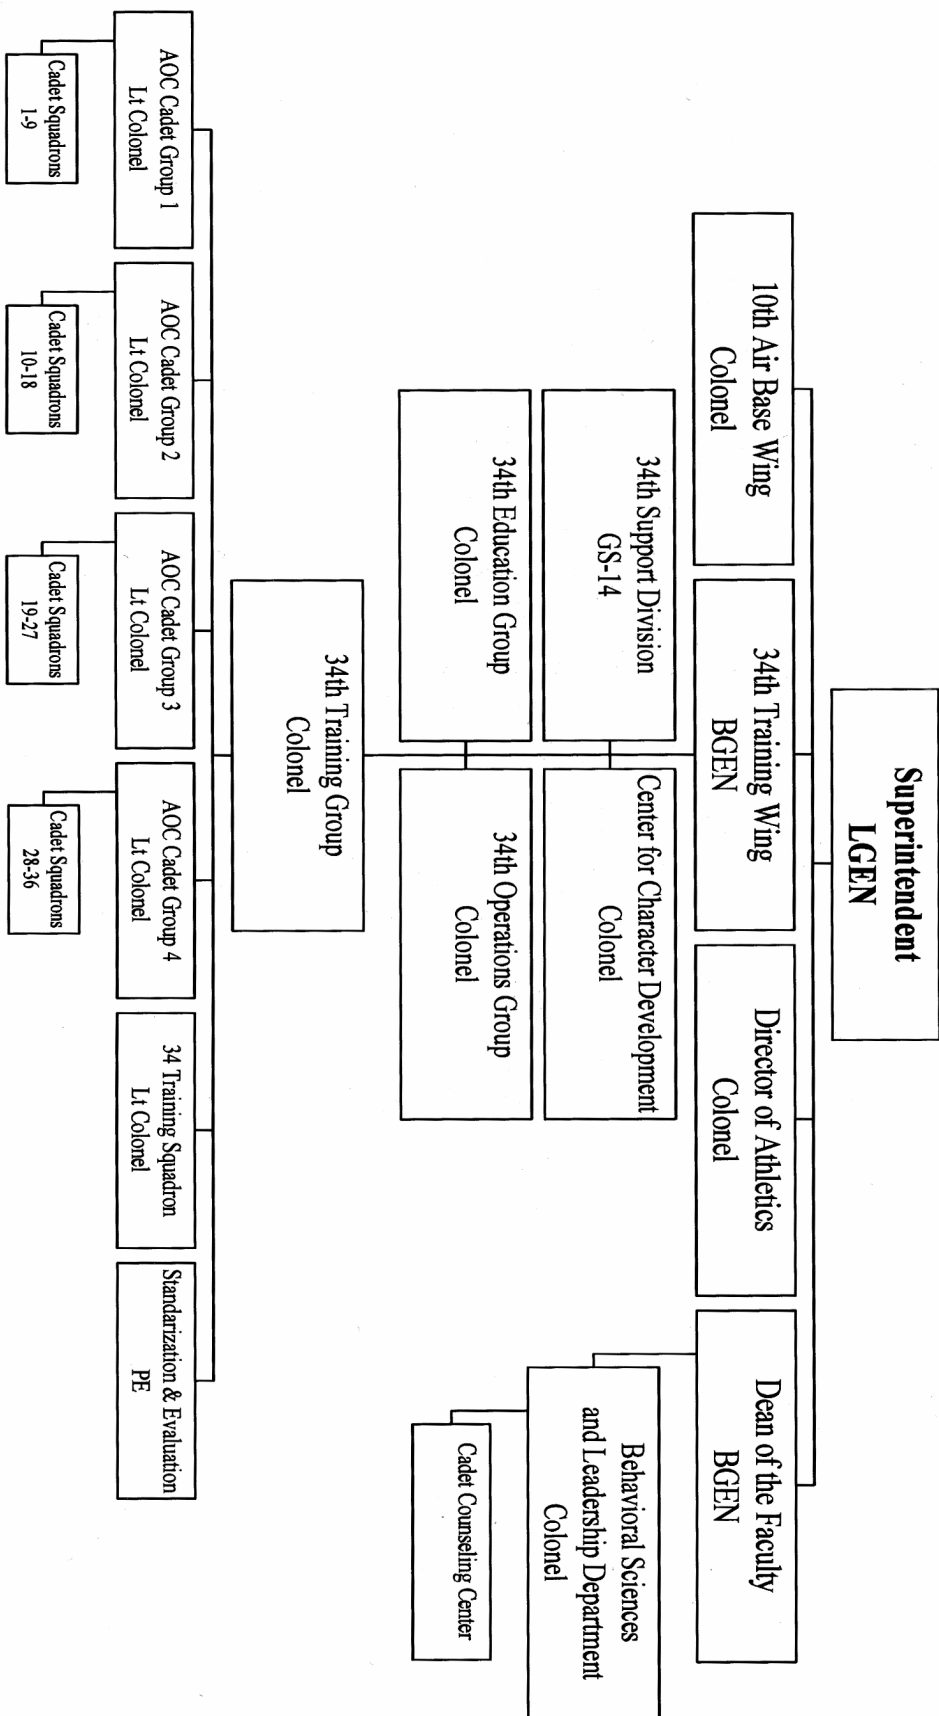 Superintendent
LGEN
10th Air Base Wing
Colonel
34th Training Wing
BGEN
Director of Athletics
Colonel
Dean of the Faculty
BGEN
34th Support Division
GS-14
Center for Character Development
Colonel
Behavioral Sciences
and Leadership Department
Colonel
34th Education Group
Colonel
34th Operations Group
Colonel
Cadet Counseling Center
34th Training Group
Colonel
AOC Cadet Group 1
Lt Colonel
AOC Cadet Group 2
Lt Colonel
AOC Cadet Group 3
Lt Colonel
AOC Cadet Group 4
Lt Colonel
34 Training Squadron
Lt Colonel
Standarization & Evaluation
PE
Cadet Squadrons
1-9
Cadet Squadrons
10-18
Cadet Squadrons
19-27
Cadet Squadrons
28-36